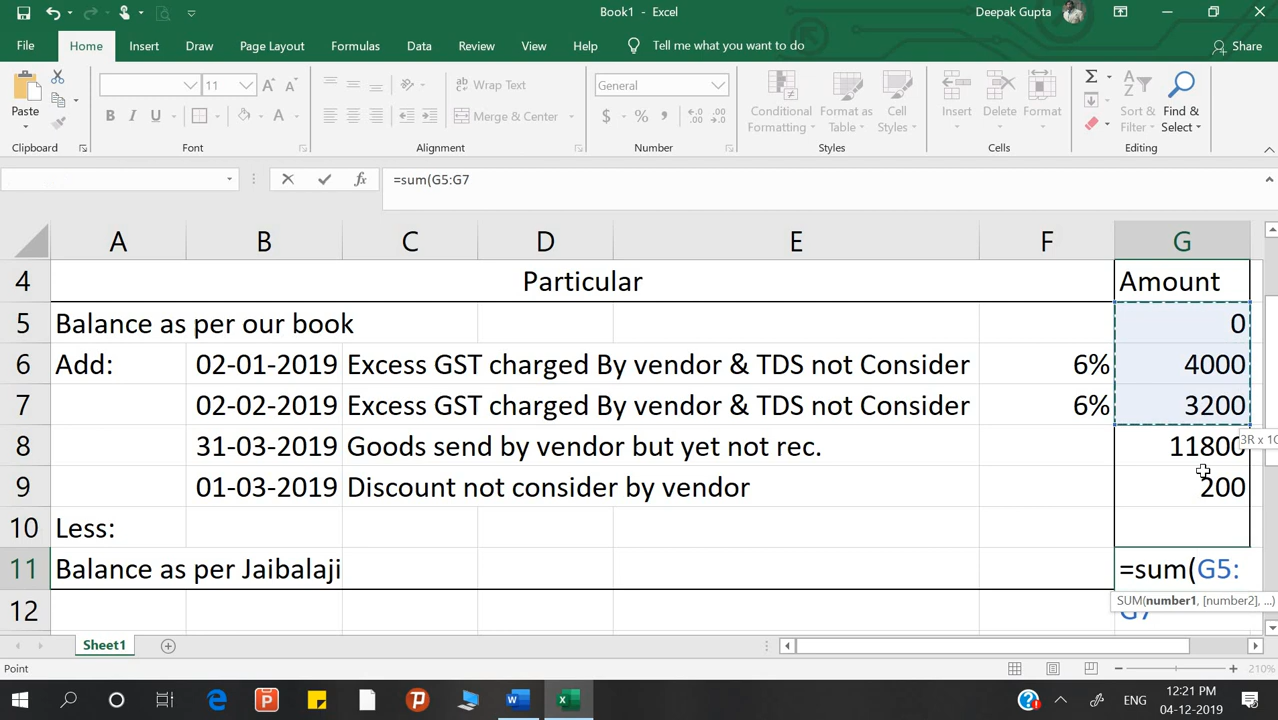 Book1 - Excel
Deepak Gupta
File Home Insert Draw Page Layout Formulas Data Review View Help Tell me what you want to do Share
Paste
11
Wrap Text
Merge & Center
General
Conditional Formatting
Format as Table
Cell Styles
Insert
Delete
Format
Sort & Filter
Find & Select
Clipboard Font Alignment Number Styles Cells Editing
=sum(G5:G7
A B C D E F G
4 Particular Amount
5 Balance as per our book 0
6 Add: 02-01-2019 Excess GST charged By vendor & TDS not Consider 6% 4000
7 02-02-2019 Excess GST charged By vendor & TDS not Consider 6% 3200
3R x 1C
8 31-03-2019 Goods send by vendor but yet not rec. 11800
9 01-03-2019 Discount not consider by vendor 200
10 Less:
11 Balance as per Jaibalaji =sum(G5:
SUM(number1, [number2], ...)
12 G7
Sheet1
Point
210%
ENG
12:21 PM
04-12-2019